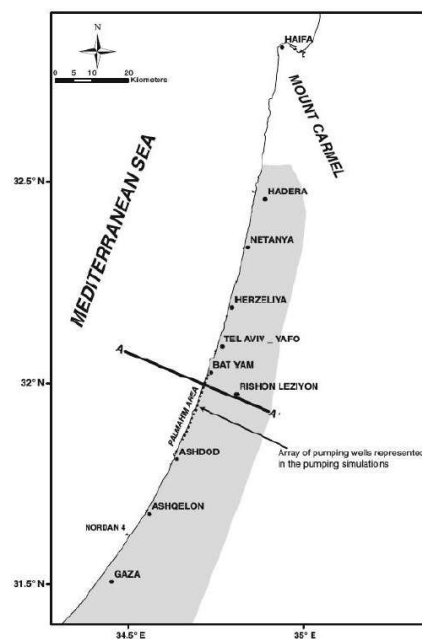 HAIFA
0 5 10 20
Kilometers
MOUNT CARMEL
MEDITERRANEAN SEA
32.5°N
HADERA
NETANYA
HERZELIYA
TEL AVIV _ YAFO
A
BAT YAM
32°N
RISHON LEZIYON
A'
PALMAHIM AREA
Array of pumping wells represented
in the pumping simulations
ASHDOD
ASHQELON
NORDAN 4
GAZA
31.5°N
34.5°E
35°E